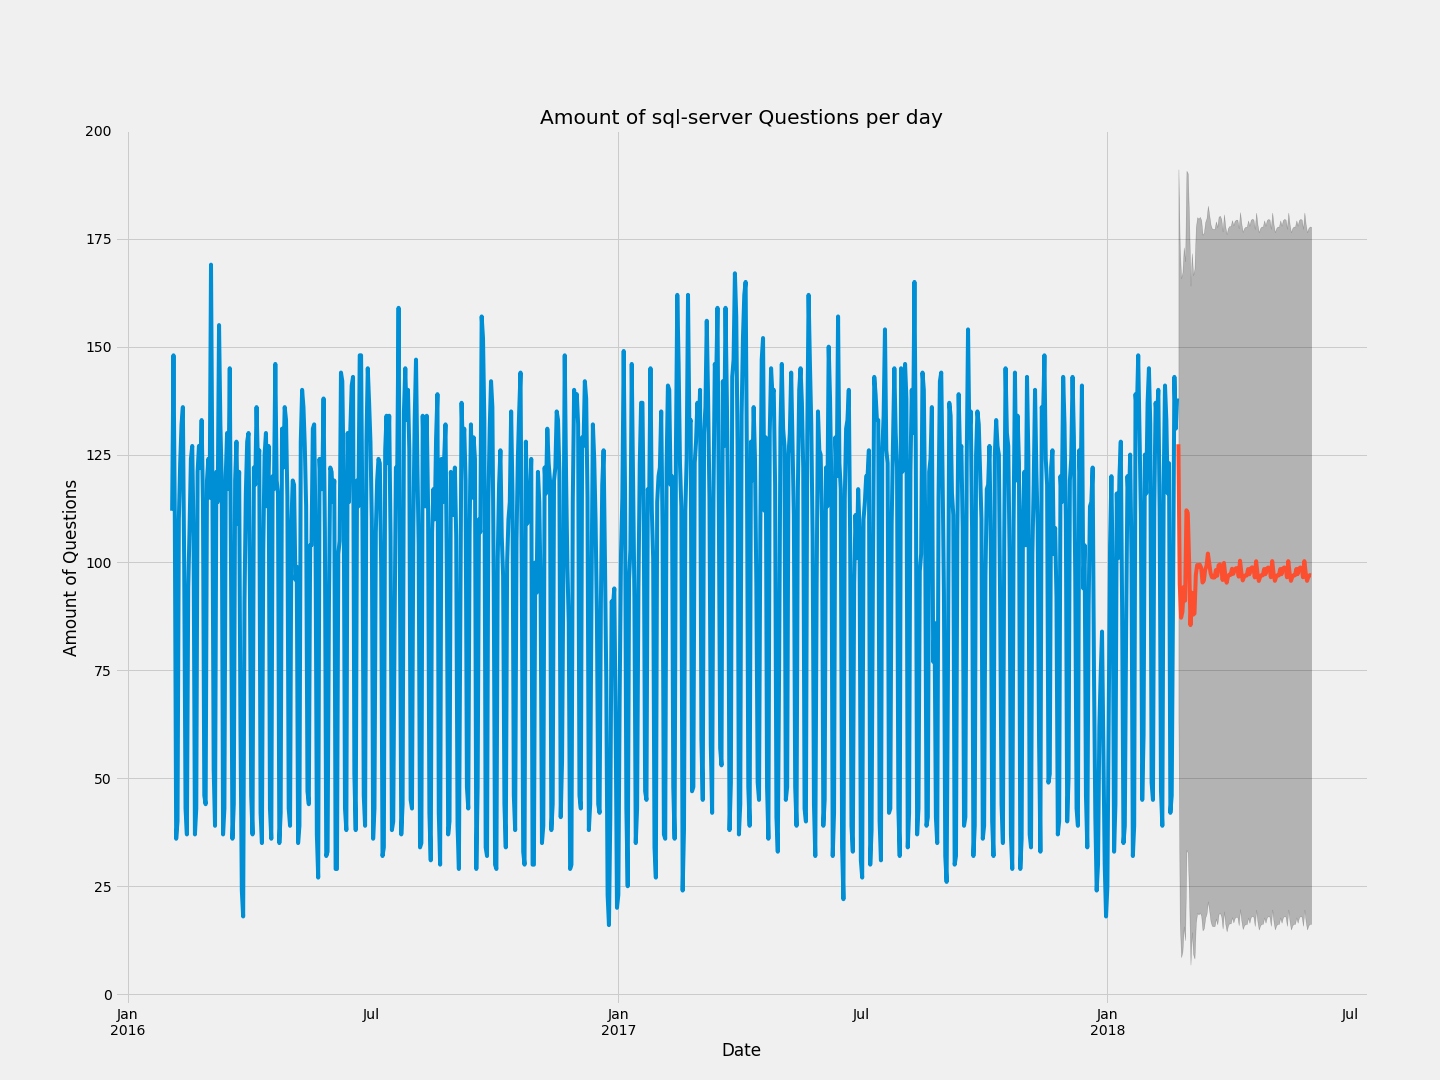 Amount of sql-server Questions per day
200
175
150
125
100
75
50
25
0
Amount of Questions
Jan
2016
Jul
Jan
2017
Jul
Jan
2018
Jul
Date